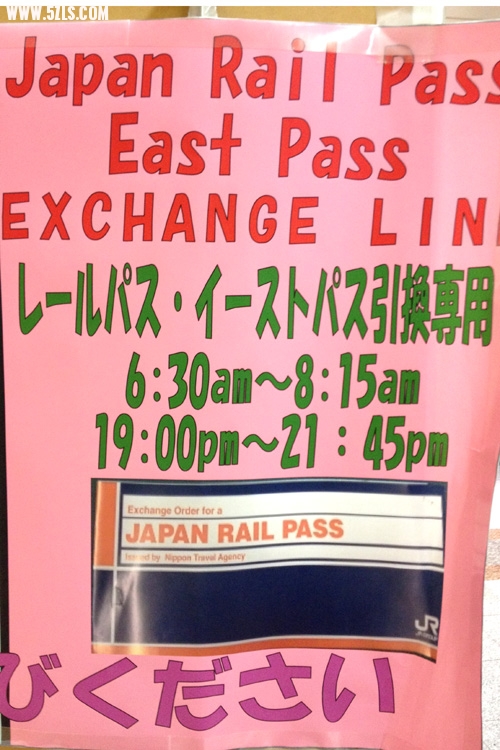 WWW.5ZLS.COM
Japan Rail Pass
East Pass
EXCHANGE LIN
レールパス・イーストパス引換専用
6:30am～8:15am
19:00pm～21:45pm
Exchange Order for a
JAPAN RAIL PASS
Issued by Nippon Travel Agency
JR
びください